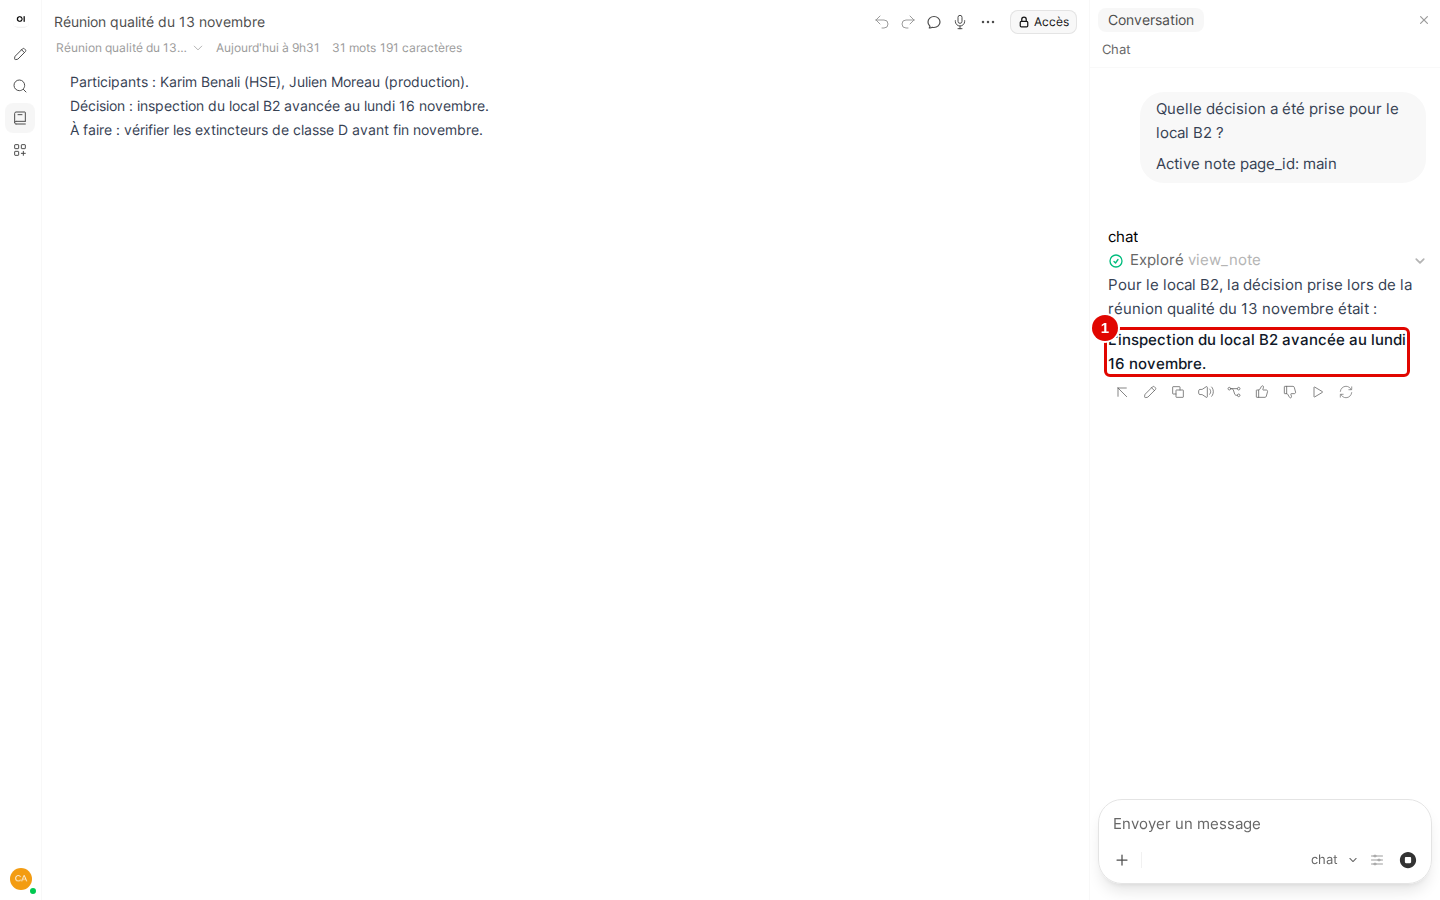 OI
Réunion qualité du 13 novembre
Accès
Réunion qualité du 13...
Aujourd'hui à 9h31
31 mots 191 caractères
Participants : Karim Benali (HSE), Julien Moreau (production).
Décision : inspection du local B2 avancée au lundi 16 novembre.
À faire : vérifier les extincteurs de classe D avant fin novembre.
CA
Conversation
Chat
Quelle décision a été prise pour le
local B2 ?
Active note page_id: main
chat
Exploré view_note
Pour le local B2, la décision prise lors de la
réunion qualité du 13 novembre était :
1
L'inspection du local B2 avancée au lundi
16 novembre.
Envoyer un message
chat